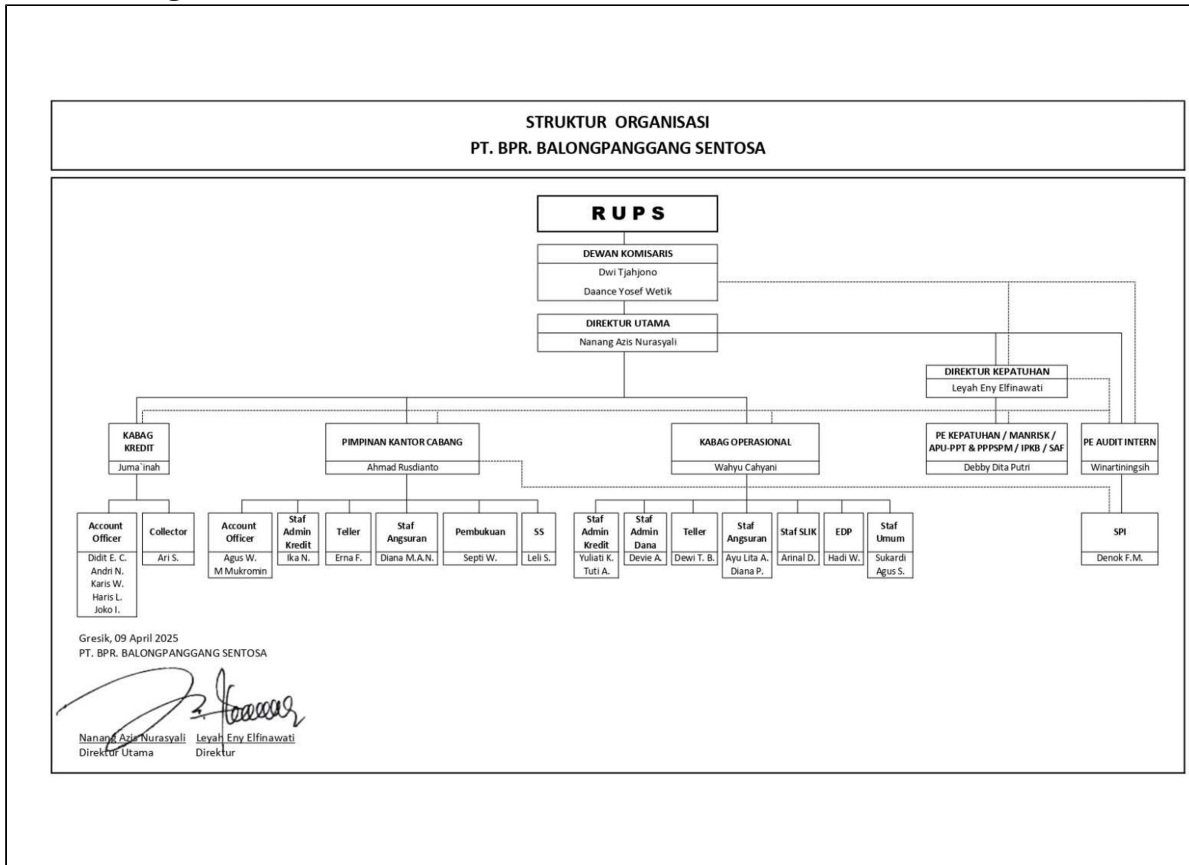 STRUKTUR ORGANISASI
PT. BPR. BALONGPANGGANG SENTOSA
R U P S
DEWAN KOMISARIS
Dwi Tjahjono
Daance Yosef Wetik
DIREKTUR UTAMA
Nanang Azis Nurasyali
DIREKTUR KEPATUHAN
Leyah Eny Elfinawati
KABAG
KREDIT
Juma`inah
PIMPINAN KANTOR CABANG
Ahmad Rusdianto
KABAG OPERASIONAL
Wahyu Cahyani
PE KEPATUHAN / MANRISK /
APU-PPT & PPPSPM / IPKB / SAF
Debby Dita Putri
PE AUDIT INTERN
Winartiningsih
Account
Officer
Didit E. C.
Andri N.
Karis W.
Haris L.
Joko I.
Collector
Ari S.
Account
Officer
Agus W.
M Mukromin
Staf
Admin
Kredit
Ika N.
Teller
Erna F.
Staf
Angsuran
Diana M.A.N.
Pembukuan
Septi W.
SS
Leli S.
Staf
Admin
Kredit
Yuliati K.
Tuti A.
Staf
Admin
Dana
Devie A.
Teller
Dewi T. B.
Staf
Angsuran
Ayu Lita A.
Diana P.
Staf SLIK
Arinal D.
EDP
Hadi W.
Staf
Umum
Sukardi
Agus S.
SPI
Denok F.M.
Gresik, 09 April 2025
PT. BPR. BALONGPANGGANG SENTOSA
Nanang Azis Nurasyali Leyah Eny Elfinawati
Direktur Utama Direktur